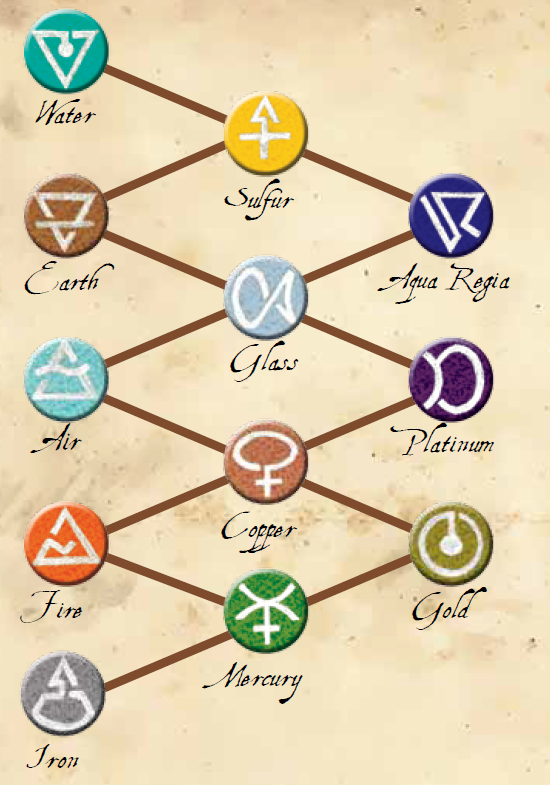 Water
Sulfur
Earth
Aqua Regia
Glass
Air
Platinum
Copper
Fire
Gold
Mercury
Iron